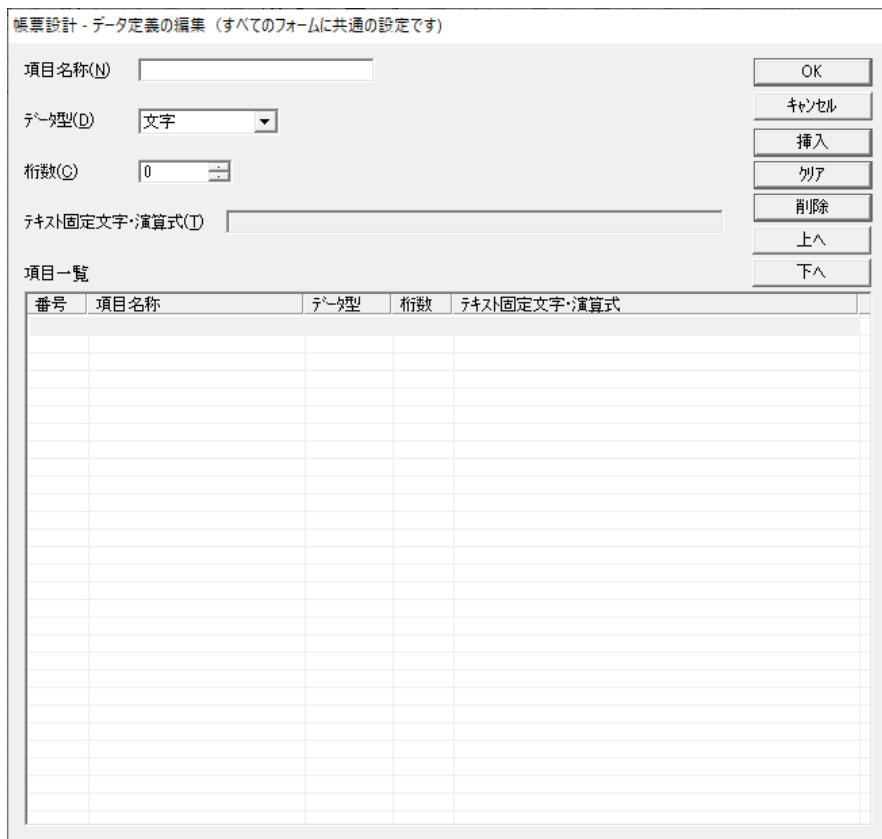 帳票設計 - データ定義の編集（すべてのフォームに共通の設定です)
項目名称(N)
OK
ｷｬﾝｾﾙ
ﾃﾞｰﾀ型(D)
文字
挿入
桁数(C)
0
ｸﾘｱ
削除
ﾃｷｽﾄ固定文字･演算式(T)
上へ
項目一覧
下へ
番号 項目名称 ﾃﾞｰﾀ型 桁数 ﾃｷｽﾄ固定文字･演算式